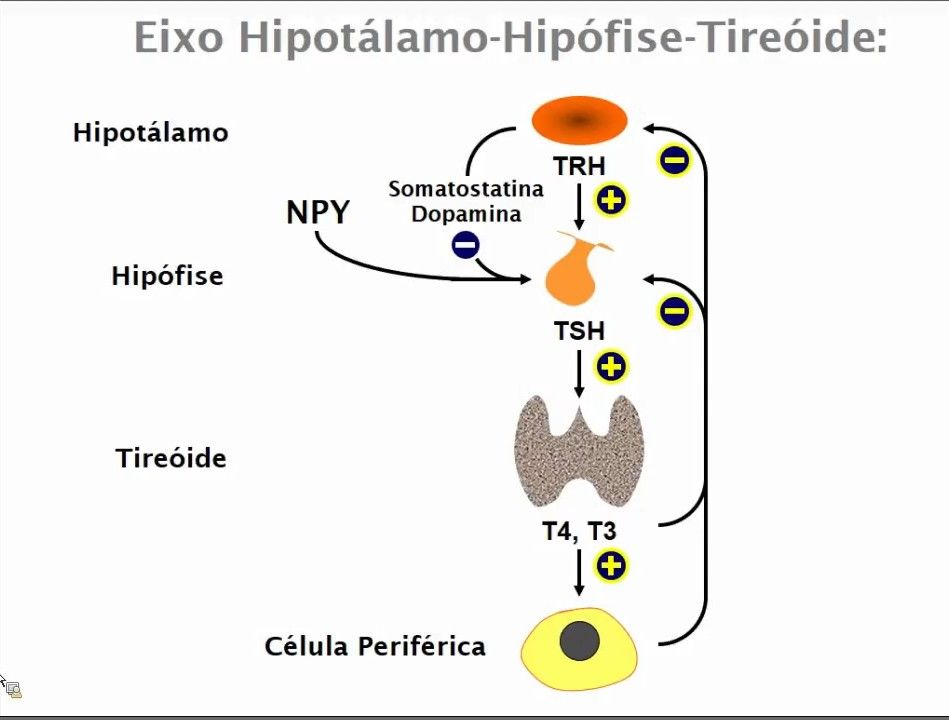 Eixo Hipotálamo-Hipófise-Tireóide:
Hipotálamo
TRH
Somatostatina
Dopamina
NPY
Hipófise
TSH
Tireóide
T4, T3
Célula Periférica